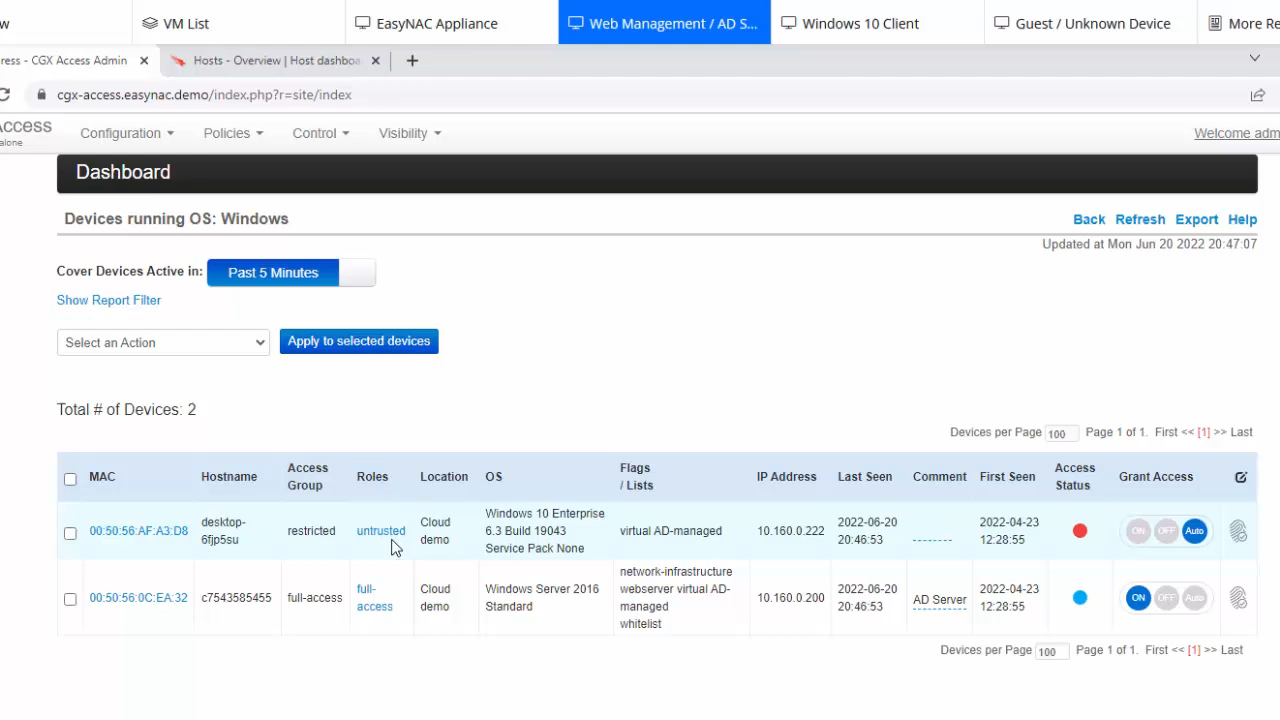 w
VM List
EasyNAC Appliance
Web Management / AD S...
Windows 10 Client
Guest / Unknown Device
More Re
ress - CGX Access Admin
Hosts - Overview | Host dashboa
cgx-access.easynac.demo/index.php?r=site/index
Access
alone
Configuration
Policies
Control
Visibility
Welcome adm
Dashboard
Devices running OS: Windows
Back Refresh Export Help
Updated at Mon Jun 20 2022 20:47:07
Cover Devices Active in: Past 5 Minutes
Show Report Filter
Select an Action
Apply to selected devices
Total # of Devices: 2
Devices per Page 100 Page 1 of 1. First << [1] >> Last
MAC
Hostname
Access
Group
Roles
Location
OS
Flags
/ Lists
IP Address
Last Seen
Comment
First Seen
Access
Status
Grant Access
00:50:56:AF:A3:D8
desktop-
6fjp5su
restricted
untrusted
Cloud
demo
Windows 10 Enterprise
6.3 Build 19043
Service Pack None
virtual AD-managed
10.160.0.222
2022-06-20
20:46:53
2022-04-23
12:28:55
ON OFF Auto
00:50:56:0C:EA:32
c7543585455
full-access
full-
access
Cloud
demo
Windows Server 2016
Standard
network-infrastructure
webserver virtual AD-
managed
whitelist
10.160.0.200
2022-06-20
20:46:53
AD Server
2022-04-23
12:28:55
ON OFF Auto
Devices per Page 100 Page 1 of 1. First << [1] >> Last